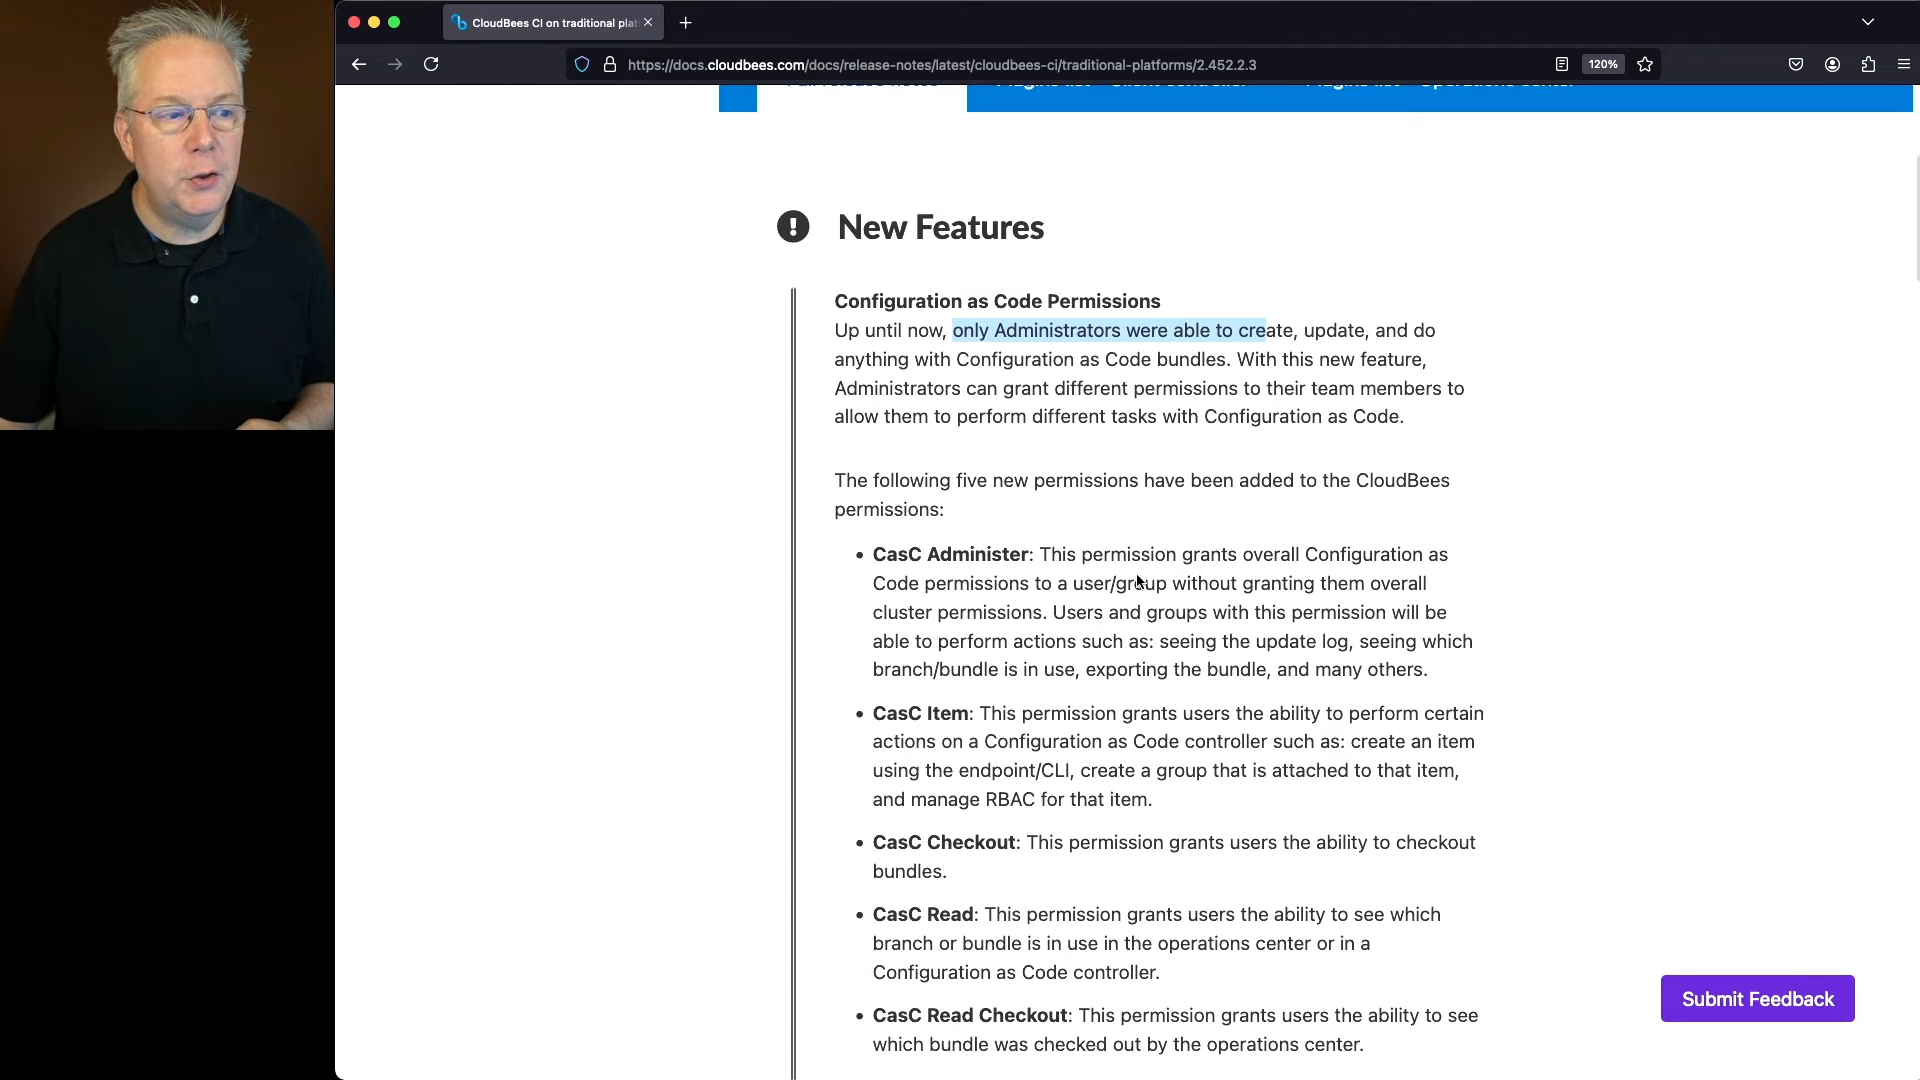 CloudBees CI on traditional plat
https://docs.cloudbees.com/docs/release-notes/latest/cloudbees-ci/traditional-platforms/2.452.2.3
120%
New Features
Configuration as Code Permissions
Up until now, only Administrators were able to create, update, and do
anything with Configuration as Code bundles. With this new feature,
Administrators can grant different permissions to their team members to
allow them to perform different tasks with Configuration as Code.
The following five new permissions have been added to the CloudBees
permissions:
• CasC Administer: This permission grants overall Configuration as
Code permissions to a user/group without granting them overall
cluster permissions. Users and groups with this permission will be
able to perform actions such as: seeing the update log, seeing which
branch/bundle is in use, exporting the bundle, and many others.
• CasC Item: This permission grants users the ability to perform certain
actions on a Configuration as Code controller such as: create an item
using the endpoint/CLI, create a group that is attached to that item,
and manage RBAC for that item.
• CasC Checkout: This permission grants users the ability to checkout
bundles.
• CasC Read: This permission grants users the ability to see which
branch or bundle is in use in the operations center or in a
Configuration as Code controller.
• CasC Read Checkout: This permission grants users the ability to see
which bundle was checked out by the operations center.
Submit Feedback